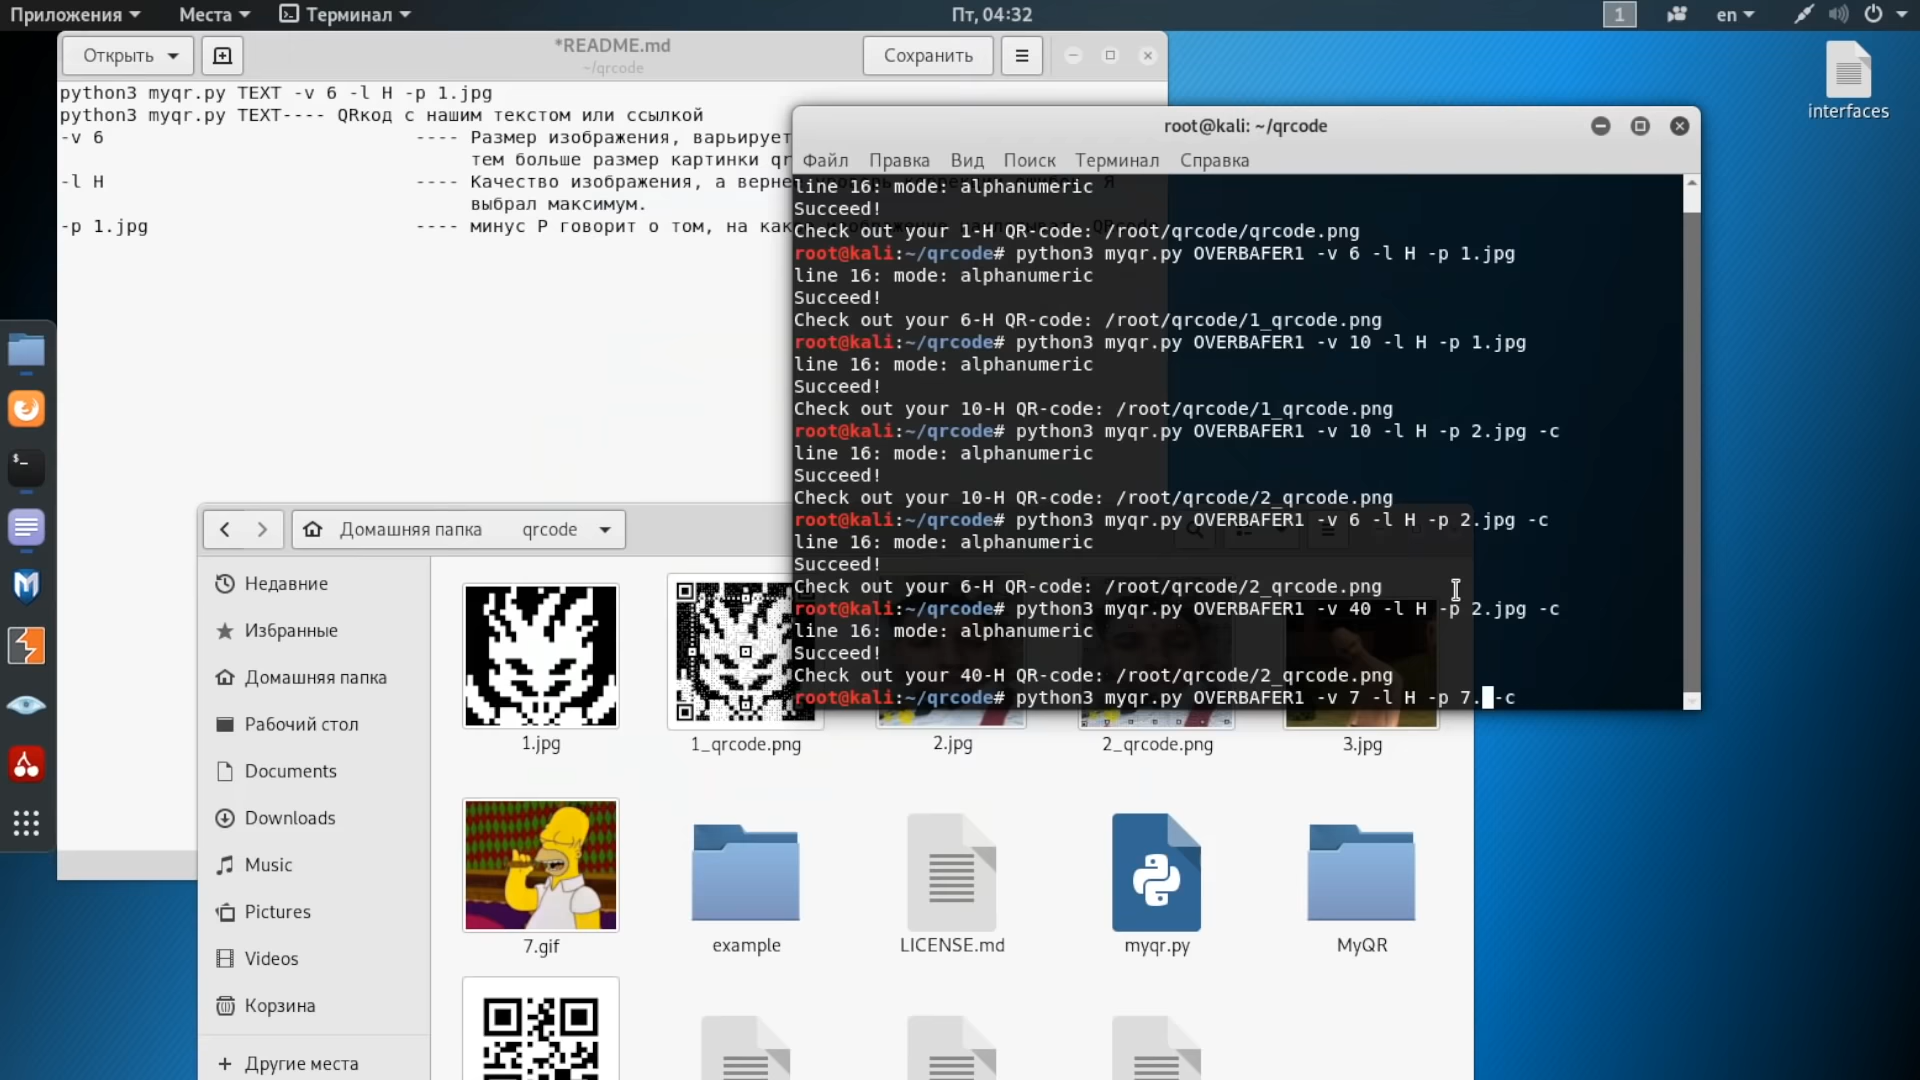 Приложения
Места
Терминал
Пт, 04:32
1
en
interfaces
Открыть
*README.md
~/qrcode
Сохранить
python3 myqr.py TEXT -v 6 -l H -p 1.jpg
python3 myqr.py TEXT---- QRкод с нашим текстом или ссылкой
-v 6 ---- Размер изображения, варьирует
тем больше размер картинки qr
-l H ---- Качество изображения, а верне
выбрал максимум.
-p 1.jpg ---- минус P говорит о том, на как
root@kali: ~/qrcode
Файл Правка Вид Поиск Терминал Справка
line 16: mode: alphanumeric
Succeed!
Check out your 1-H QR-code: /root/qrcode/qrcode.png
root@kali:~/qrcode# python3 myqr.py OVERBAFER1 -v 6 -l H -p 1.jpg
line 16: mode: alphanumeric
Succeed!
Check out your 6-H QR-code: /root/qrcode/1_qrcode.png
root@kali:~/qrcode# python3 myqr.py OVERBAFER1 -v 10 -l H -p 1.jpg
line 16: mode: alphanumeric
Succeed!
Check out your 10-H QR-code: /root/qrcode/1_qrcode.png
root@kali:~/qrcode# python3 myqr.py OVERBAFER1 -v 10 -l H -p 2.jpg -c
line 16: mode: alphanumeric
Succeed!
Check out your 10-H QR-code: /root/qrcode/2_qrcode.png
root@kali:~/qrcode# python3 myqr.py OVERBAFER1 -v 6 -l H -p 2.jpg -c
line 16: mode: alphanumeric
Succeed!
Check out your 6-H QR-code: /root/qrcode/2_qrcode.png
root@kali:~/qrcode# python3 myqr.py OVERBAFER1 -v 40 -l H -p 2.jpg -c
line 16: mode: alphanumeric
Succeed!
Check out your 40-H QR-code: /root/qrcode/2_qrcode.png
root@kali:~/qrcode# python3 myqr.py OVERBAFER1 -v 7 -l H -p 7. -c
Домашняя папка
qrcode
Недавние
Избранные
Домашняя папка
Рабочий стол
Documents
Downloads
Music
Pictures
Videos
Корзина
Другие места
1.jpg
1_qrcode.png
2.jpg
2_qrcode.png
3.jpg
7.gif
example
LICENSE.md
myqr.py
MyQR